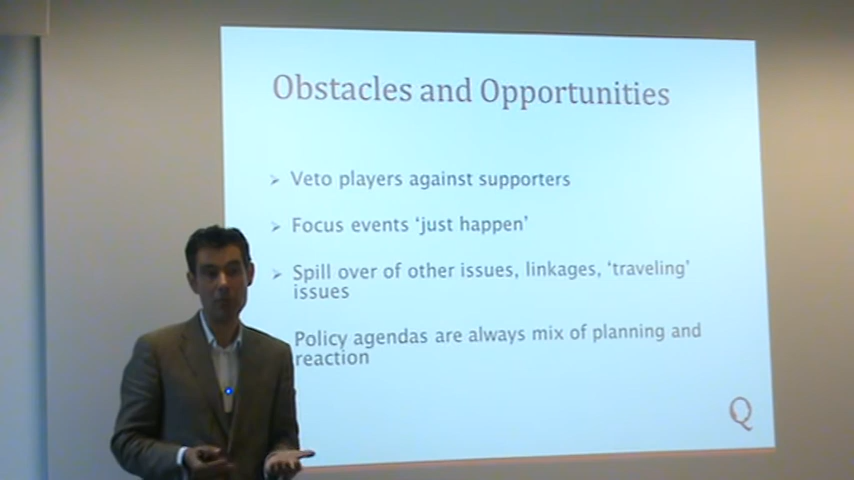 Obstacles and Opportunities
Veto players against supporters
Focus events ‘just happen’
Spill over of other issues, linkages, ‘traveling’
issues
Policy agendas are always mix of planning and
reaction
Q